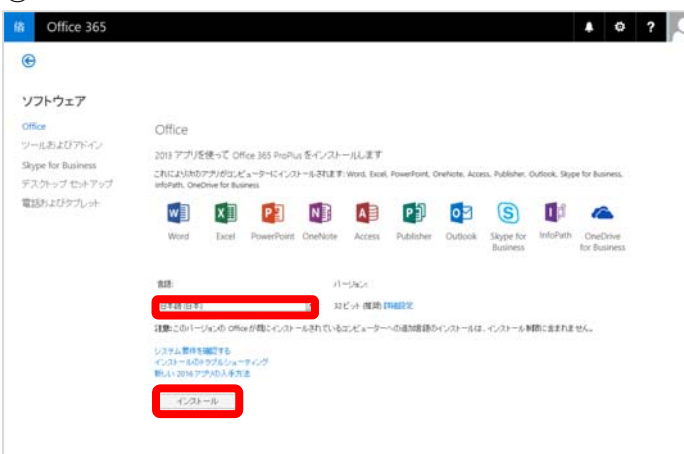 Office 365
?
ソフトウェア
Office
ツールおよびアドイン
Skype for Business
デスクトップ セットアップ
電話およびタブレット
Office
2013 アプリを使って Office 365 ProPlus をインストールします
これにより次のアプリがコンピューターにインストールされます: Word, Excel, PowerPoint, OneNote, Access, Publisher, Outlook, Skype for Business, InfoPath, OneDrive for Business
Word Excel PowerPoint OneNote Access Publisher Outlook Skype for Business InfoPath OneDrive for Business
言語: バージョン:
日本語 (日本) 32ビット (推奨) 詳細設定
注意: このバージョンの Office が既にインストールされているコンピューターへの追加言語のインストールは、インストール制限に含まれません。
システム要件を確認する
インストールのトラブルシューティング
新しい 2016 アプリの入手方法
インストール